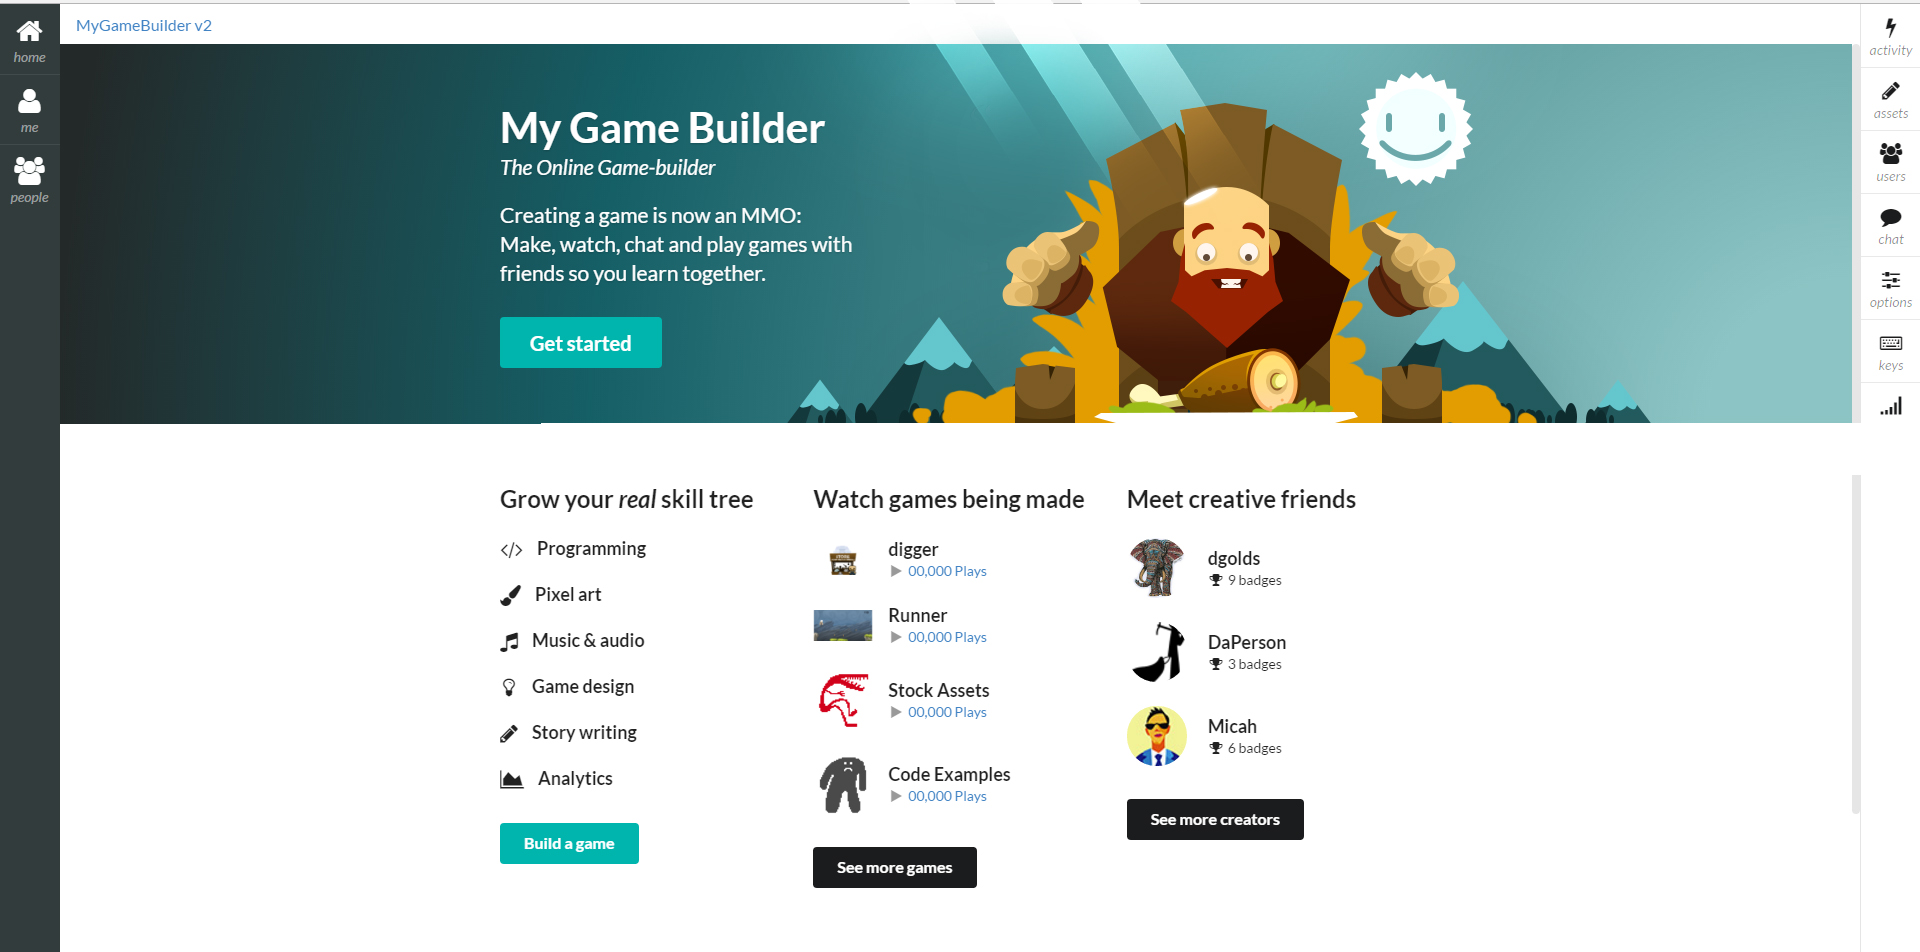 MyGameBuilder v2
home
me
people
My Game Builder
The Online Game-builder
Creating a game is now an MMO:
Make, watch, chat and play games with
friends so you learn together.
Get started
activity
assets
users
chat
options
keys
Grow your real skill tree
Programming
Pixel art
Music & audio
Game design
Story writing
Analytics
Build a game
Watch games being made
digger
00,000 Plays
Runner
00,000 Plays
Stock Assets
00,000 Plays
Code Examples
00,000 Plays
See more games
Meet creative friends
dgolds
9 badges
DaPerson
3 badges
Micah
6 badges
See more creators